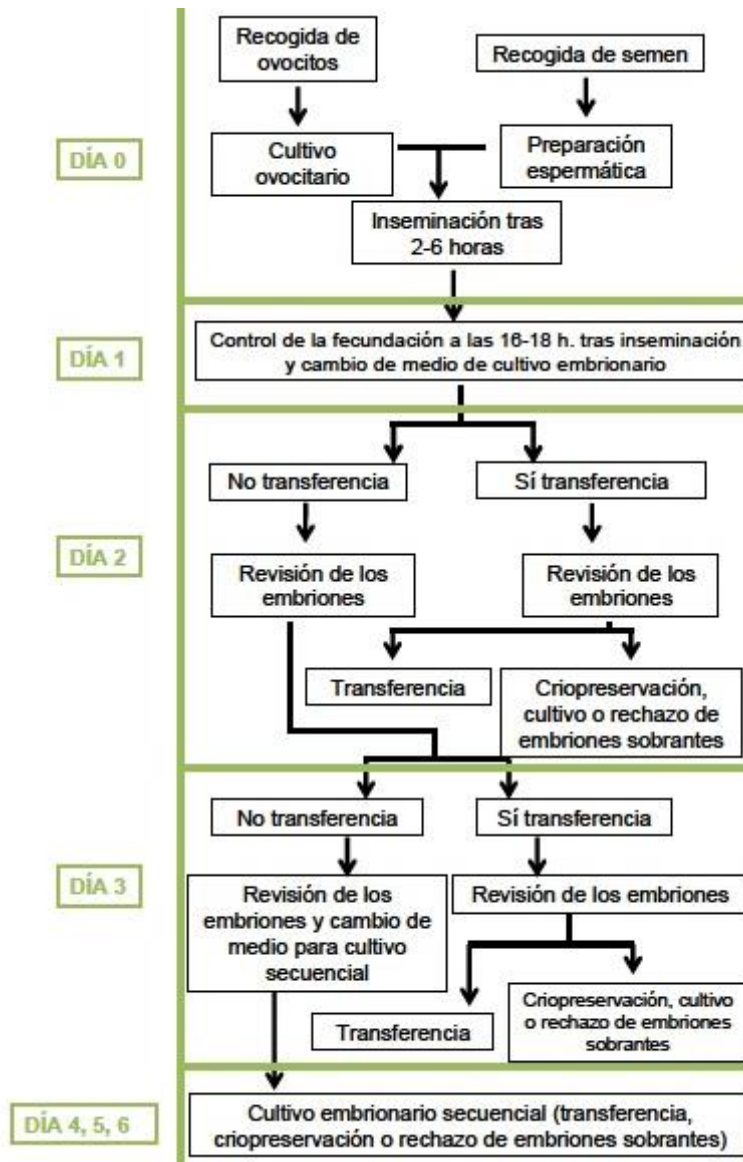 Recogida de
ovocitos
Recogida de semen
DÍA 0
Cultivo
ovocitario
Preparación
espermática
Inseminación tras
2-6 horas
DÍA 1
Control de la fecundación a las 16-18 h. tras inseminación
y cambio de medio de cultivo embrionario
No transferencia
Sí transferencia
DÍA 2
Revisión de los
embriones
Revisión de los
embriones
Transferencia
Criopreservación,
cultivo o rechazo de
embriones sobrantes
No transferencia
Sí transferencia
DÍA 3
Revisión de los
embriones y cambio de
medio para cultivo
secuencial
Revisión de los embriones
Transferencia
Criopreservación, cultivo
o rechazo de embriones
sobrantes
DÍA 4, 5, 6
Cultivo embrionario secuencial (transferencia,
criopreservación o rechazo de embriones sobrantes)